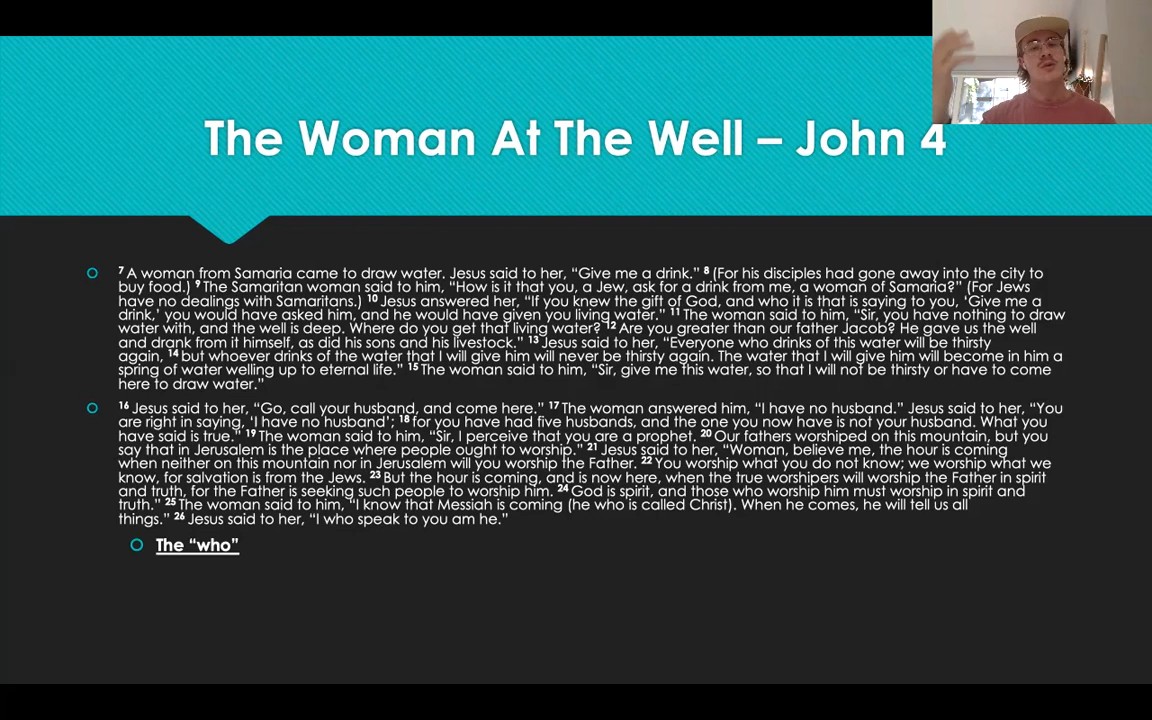 The Woman At The Well – John 4
7 A woman from Samaria came to draw water. Jesus said to her, “Give me a drink.” 8 (For his disciples had gone away into the city to
buy food.) 9 The Samaritan woman said to him, “How is it that you, a Jew, ask for a drink from me, a woman of Samaria?” (For Jews
have no dealings with Samaritans.) 10 Jesus answered her, “If you knew the gift of God, and who it is that is saying to you, ‘Give me a
drink,’ you would have asked him, and he would have given you living water.” 11 The woman said to him, “Sir, you have nothing to draw
water with, and the well is deep. Where do you get that living water? 12 Are you greater than our father Jacob? He gave us the well
and drank from it himself, as did his sons and his livestock.” 13 Jesus said to her, “Everyone who drinks of this water will be thirsty
again, 14 but whoever drinks of the water that I will give him will never be thirsty again. The water that I will give him will become in him a
spring of water welling up to eternal life.” 15 The woman said to him, “Sir, give me this water, so that I will not be thirsty or have to come
here to draw water.”
16 Jesus said to her, “Go, call your husband, and come here.” 17 The woman answered him, “I have no husband.” Jesus said to her, “You
are right in saying, ‘I have no husband’; 18 for you have had five husbands, and the one you now have is not your husband. What you
have said is true.” 19 The woman said to him, “Sir, I perceive that you are a prophet. 20 Our fathers worshiped on this mountain, but you
say that in Jerusalem is the place where people ought to worship.” 21 Jesus said to her, “Woman, believe me, the hour is coming
when neither on this mountain nor in Jerusalem will you worship the Father. 22 You worship what you do not know; we worship what we
know, for salvation is from the Jews. 23 But the hour is coming, and is now here, when the true worshipers will worship the Father in spirit
and truth, for the Father is seeking such people to worship him. 24 God is spirit, and those who worship him must worship in spirit and
truth.” 25 The woman said to him, “I know that Messiah is coming (he who is called Christ). When he comes, he will tell us all
things.” 26 Jesus said to her, “I who speak to you am he.”
The “who”